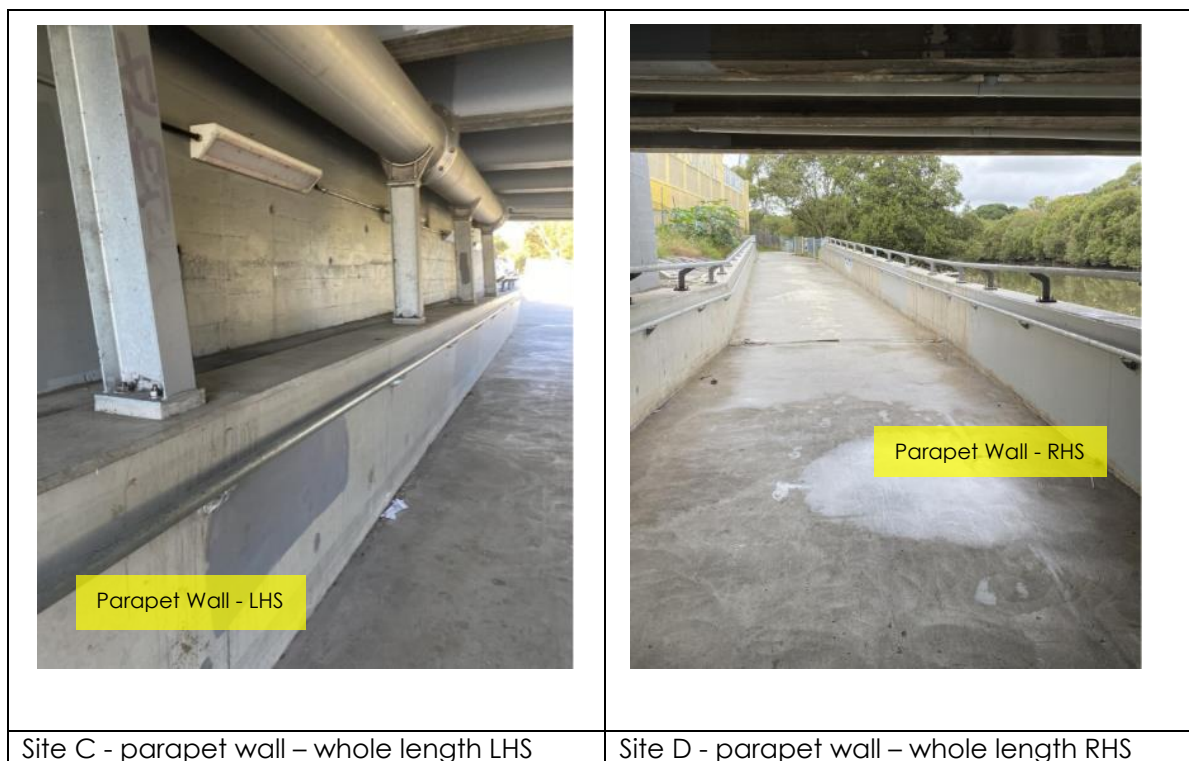 Parapet Wall - LHS
Parapet Wall - RHS
Site C - parapet wall – whole length LHS
Site D - parapet wall – whole length RHS